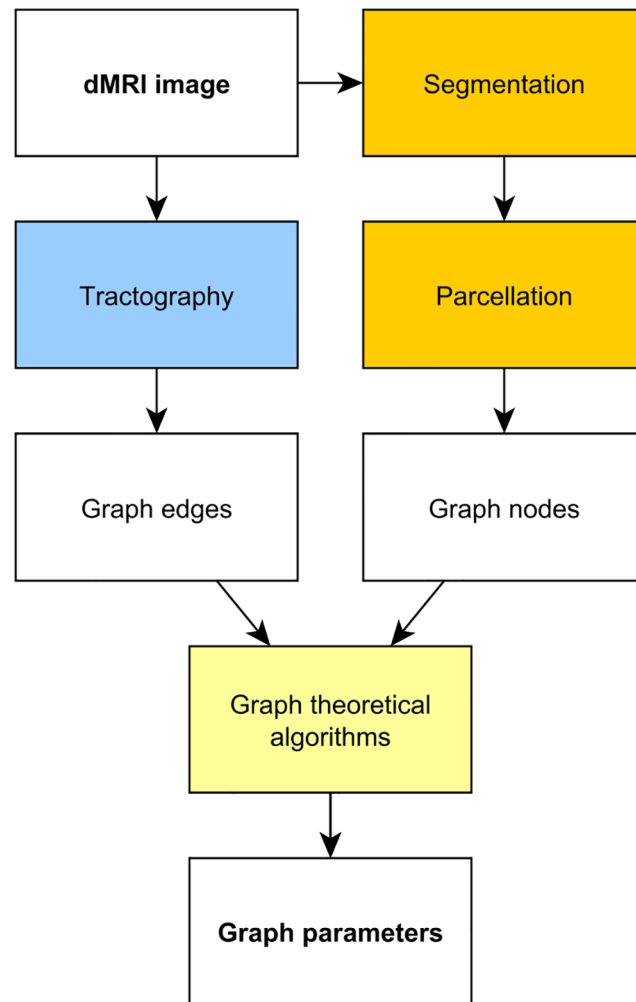 dMRI image
Segmentation
Tractography
Parcellation
Graph edges
Graph nodes
Graph theoretical
algorithms
Graph parameters